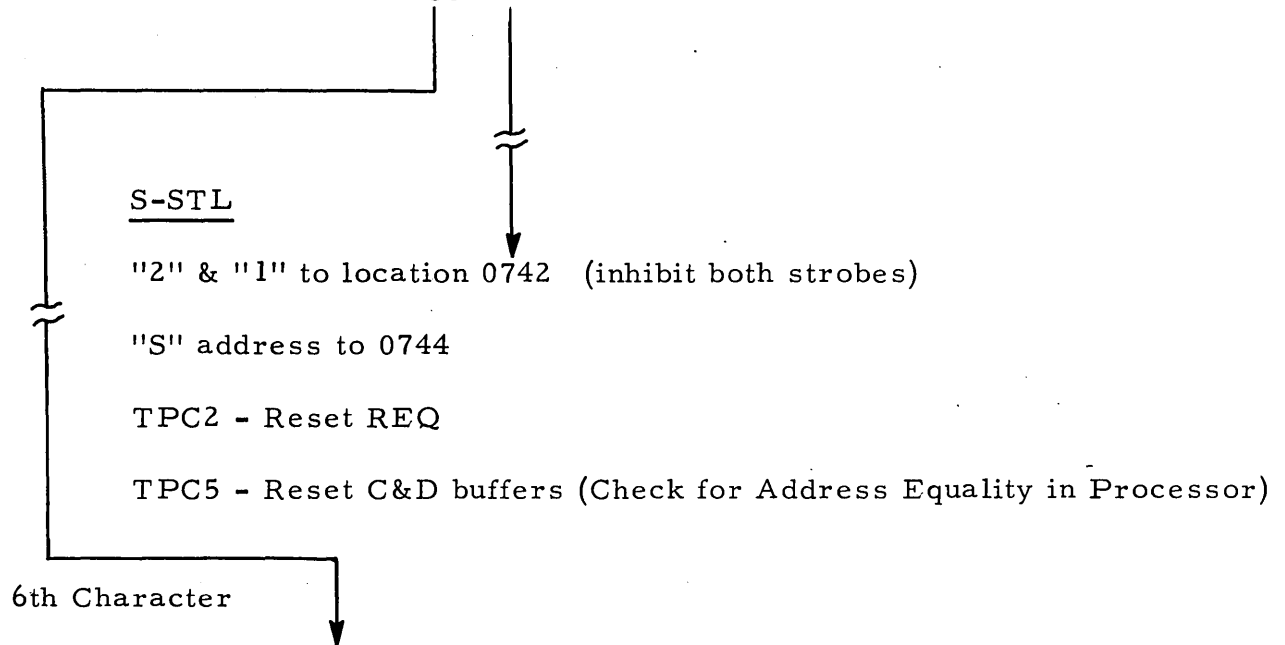 S-STL
"2" & "1" to location 0742 (inhibit both strobes)
"S" address to 0744
TPC2 - Reset REQ
TPC5 - Reset C&D buffers (Check for Address Equality in Processor)
6th Character